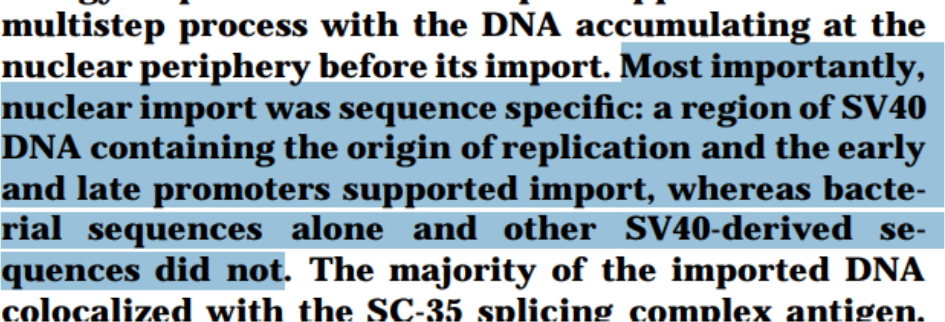 multistep process with the DNA accumulating at the
nuclear periphery before its import. Most importantly,
nuclear import was sequence specific: a region of SV40
DNA containing the origin of replication and the early
and late promoters supported import, whereas bacte-
rial sequences alone and other SV40-derived se-
quences did not. The majority of the imported DNA
colocalized with the SC-35 splicing complex antigen.